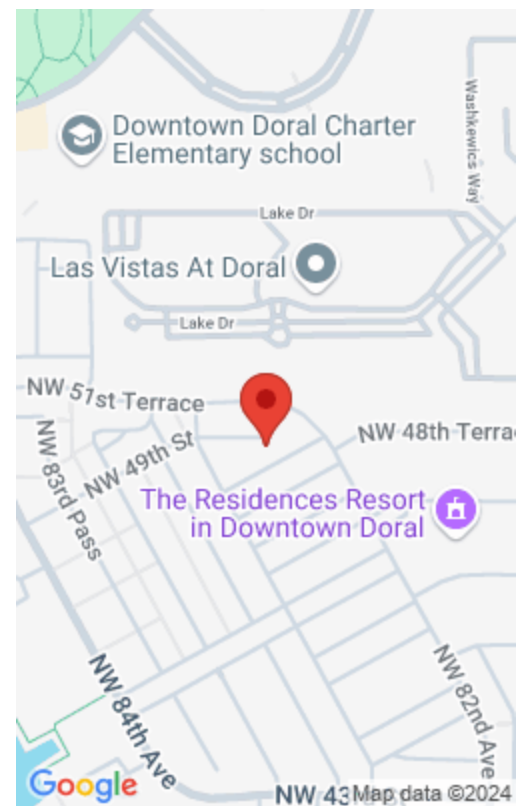 Downtown Doral Charter
Elementary school
Washkewics Way
Lake Dr
Las Vistas At Doral
Lake Dr
NW 51st Terrace
NW 48th Terra
NW 49th St
NW 83rd Pass
The Residences Resort
in Downtown Doral
NW 84th Ave
NW 82nd Ave
Google
NW 43
Map data ©2024